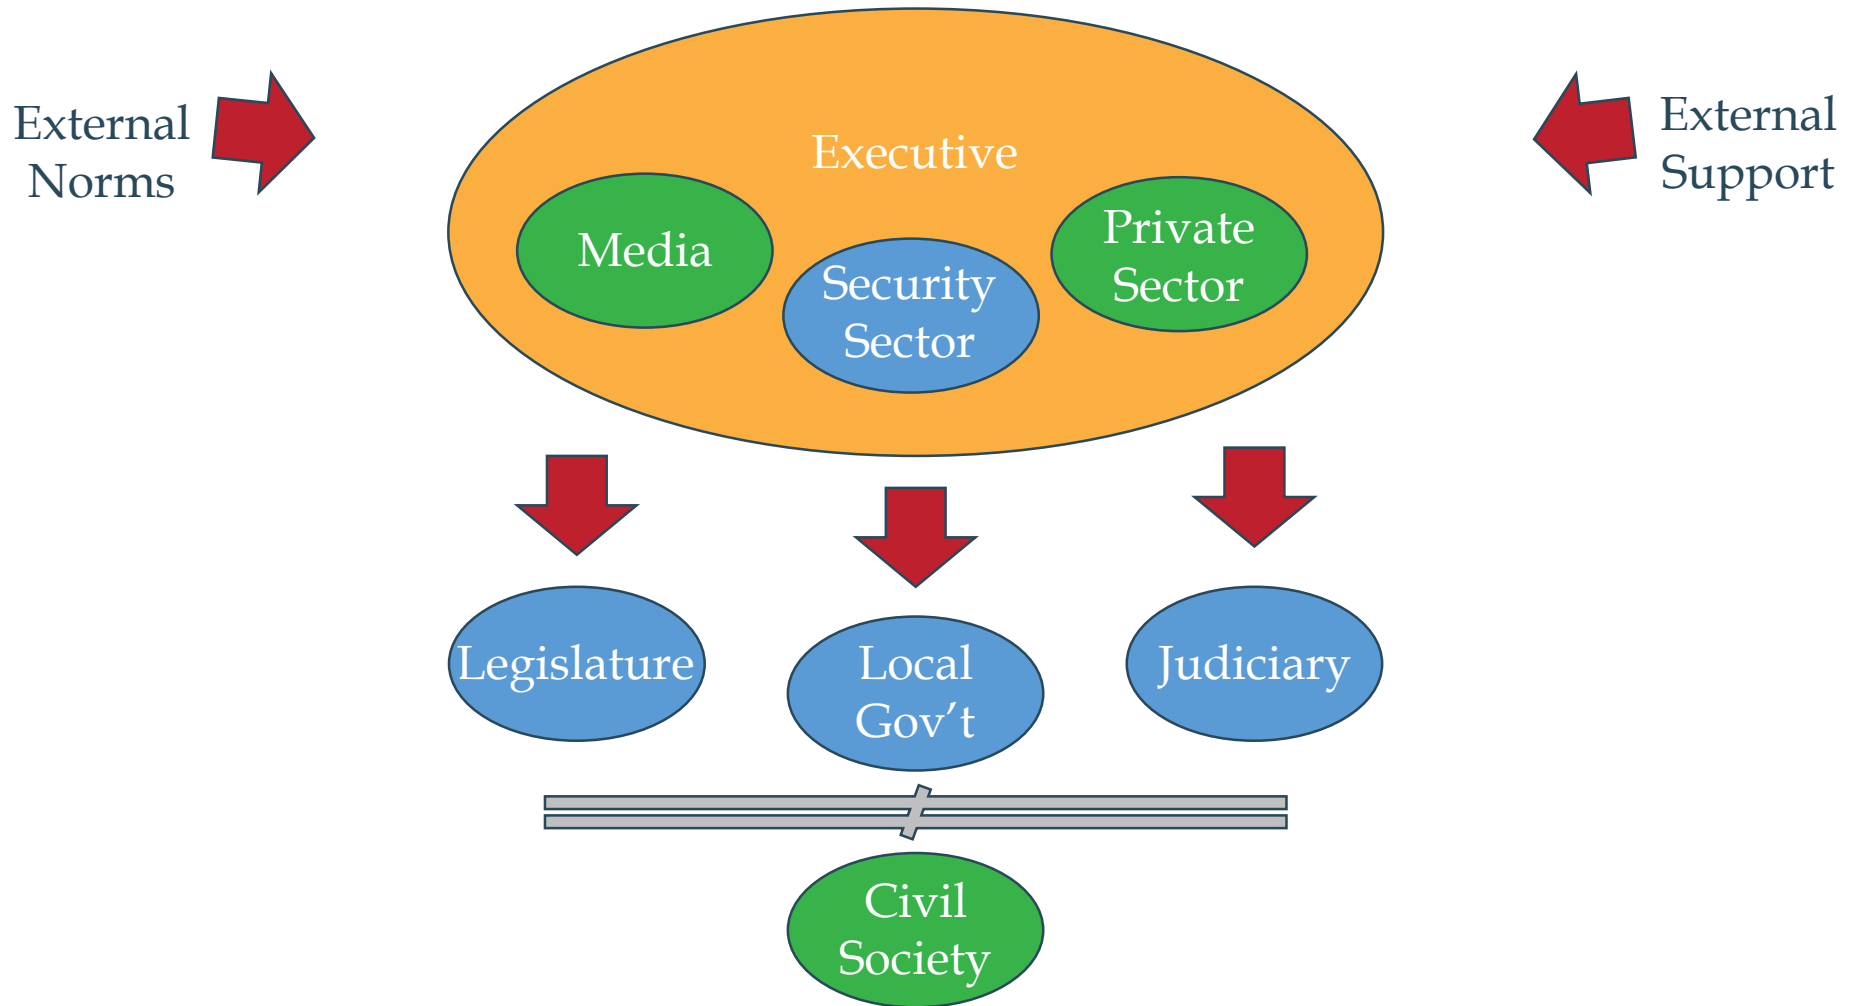 External
Norms
External
Support
Executive
Media
Security
Sector
Private
Sector
Legislature
Local
Gov’t
Judiciary
Civil
Society